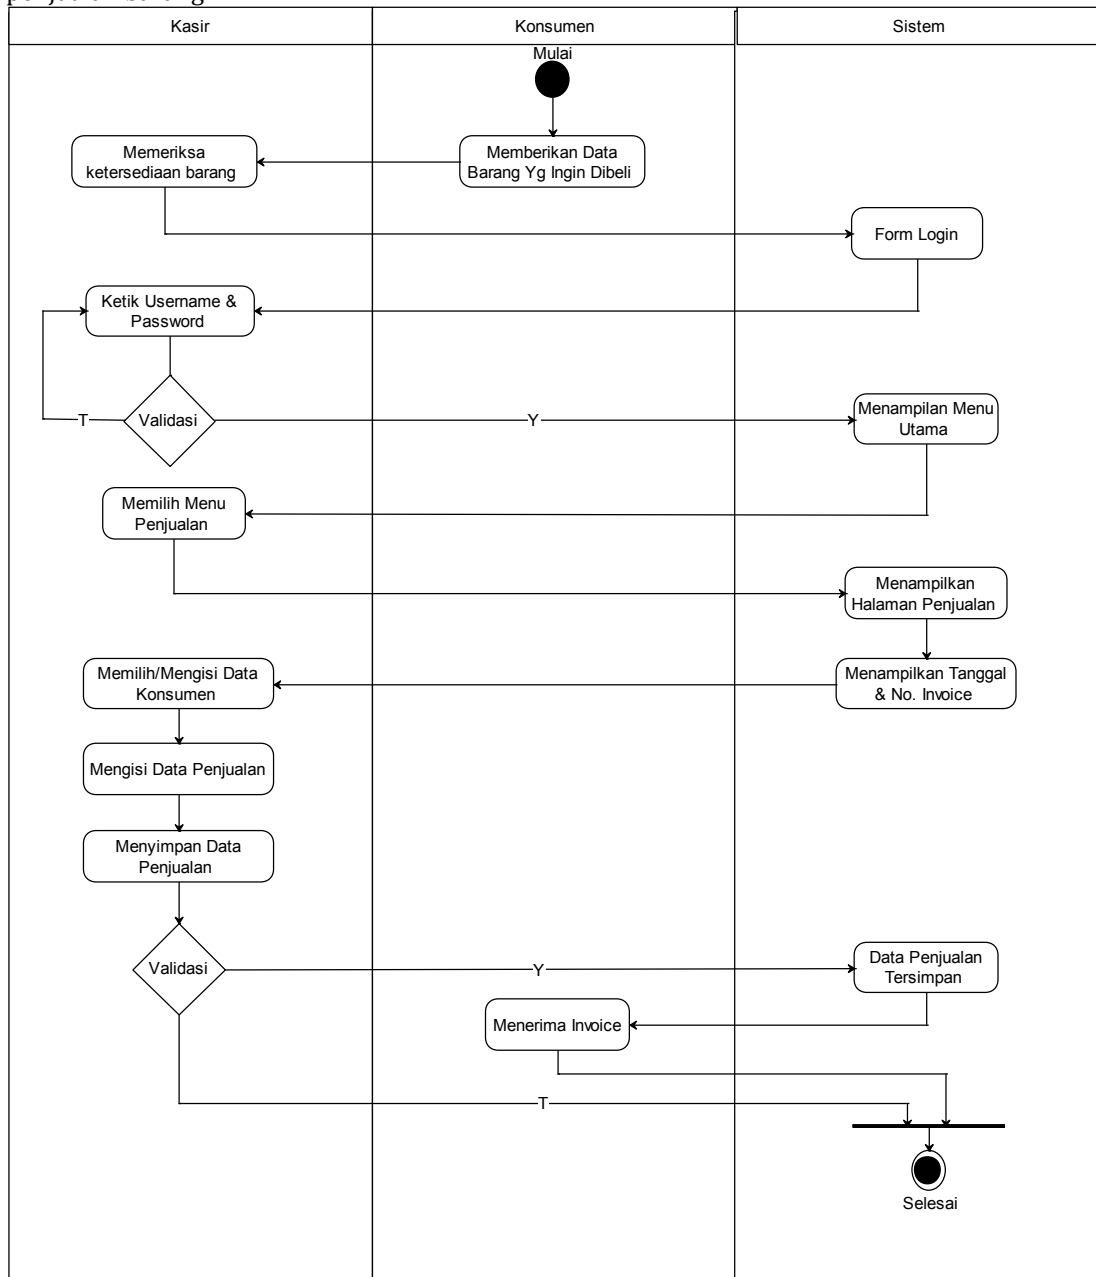 penjualan barang
Kasir
Konsumen
Sistem
Mulai
Memeriksa
ketersediaan barang
Memberikan Data
Barang Yg Ingin Dibeli
Form Login
Ketik Username &
Password
Validasi
T
Y
Menampilan Menu
Utama
Memilih Menu
Penjualan
Menampilkan
Halaman Penjualan
Memilih/Mengisi Data
Konsumen
Menampilkan Tanggal
& No. Invoice
Mengisi Data Penjualan
Menyimpan Data
Penjualan
Validasi
Y
Data Penjualan
Tersimpan
Menerima Invoice
T
Selesai